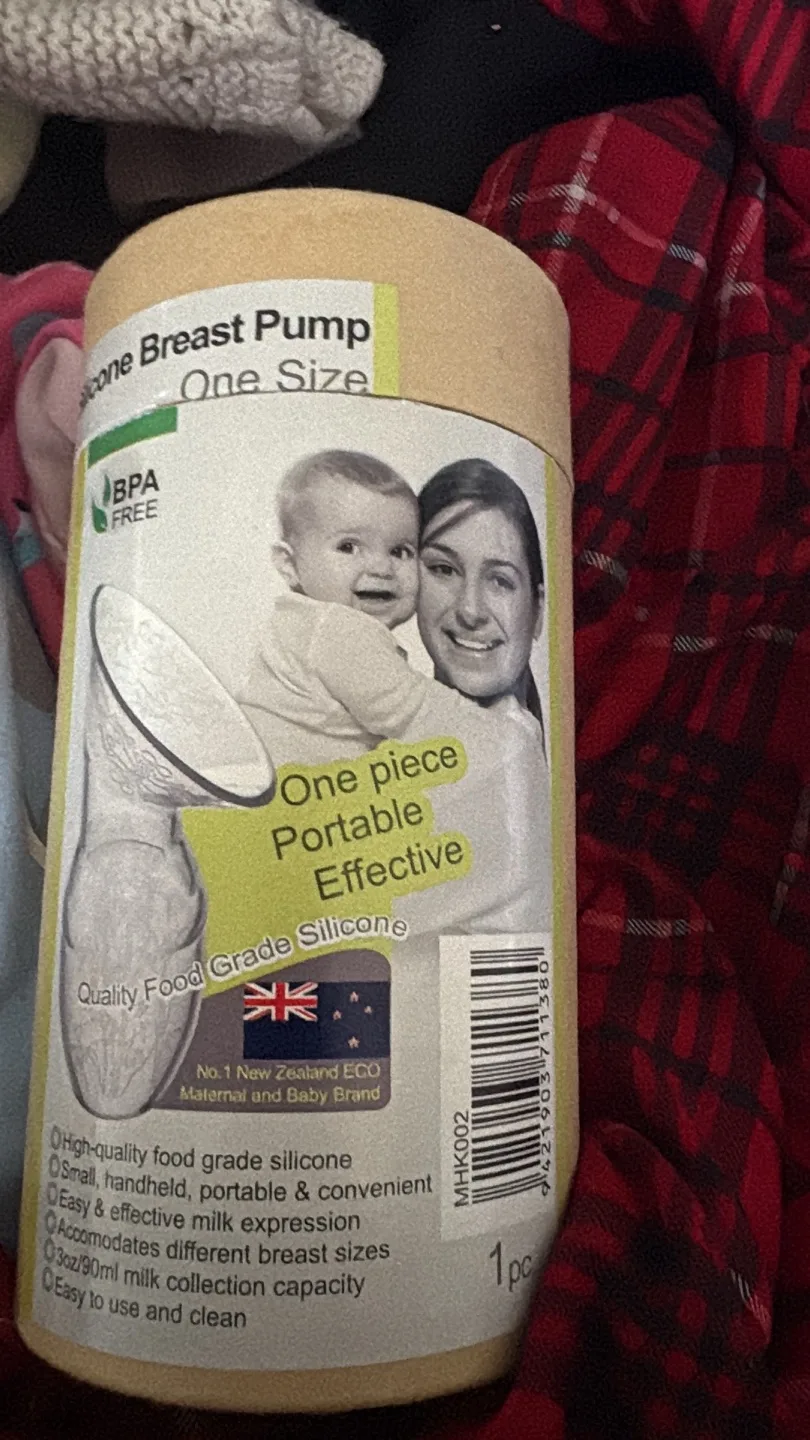 Breast Pump
One Size
BPA
FREE
One piece
Portable
Effective
Quality Food Grade Silicone
No.1 New Zealand ECO
Maternal and Baby Brand
High-quality food grade silicone
Small, handheld, portable & convenient
Easy & effective milk expression
Accomodates different breast sizes
3oz/90ml milk collection capacity
Easy to use and clean
MHK002
9421903711380
1pc